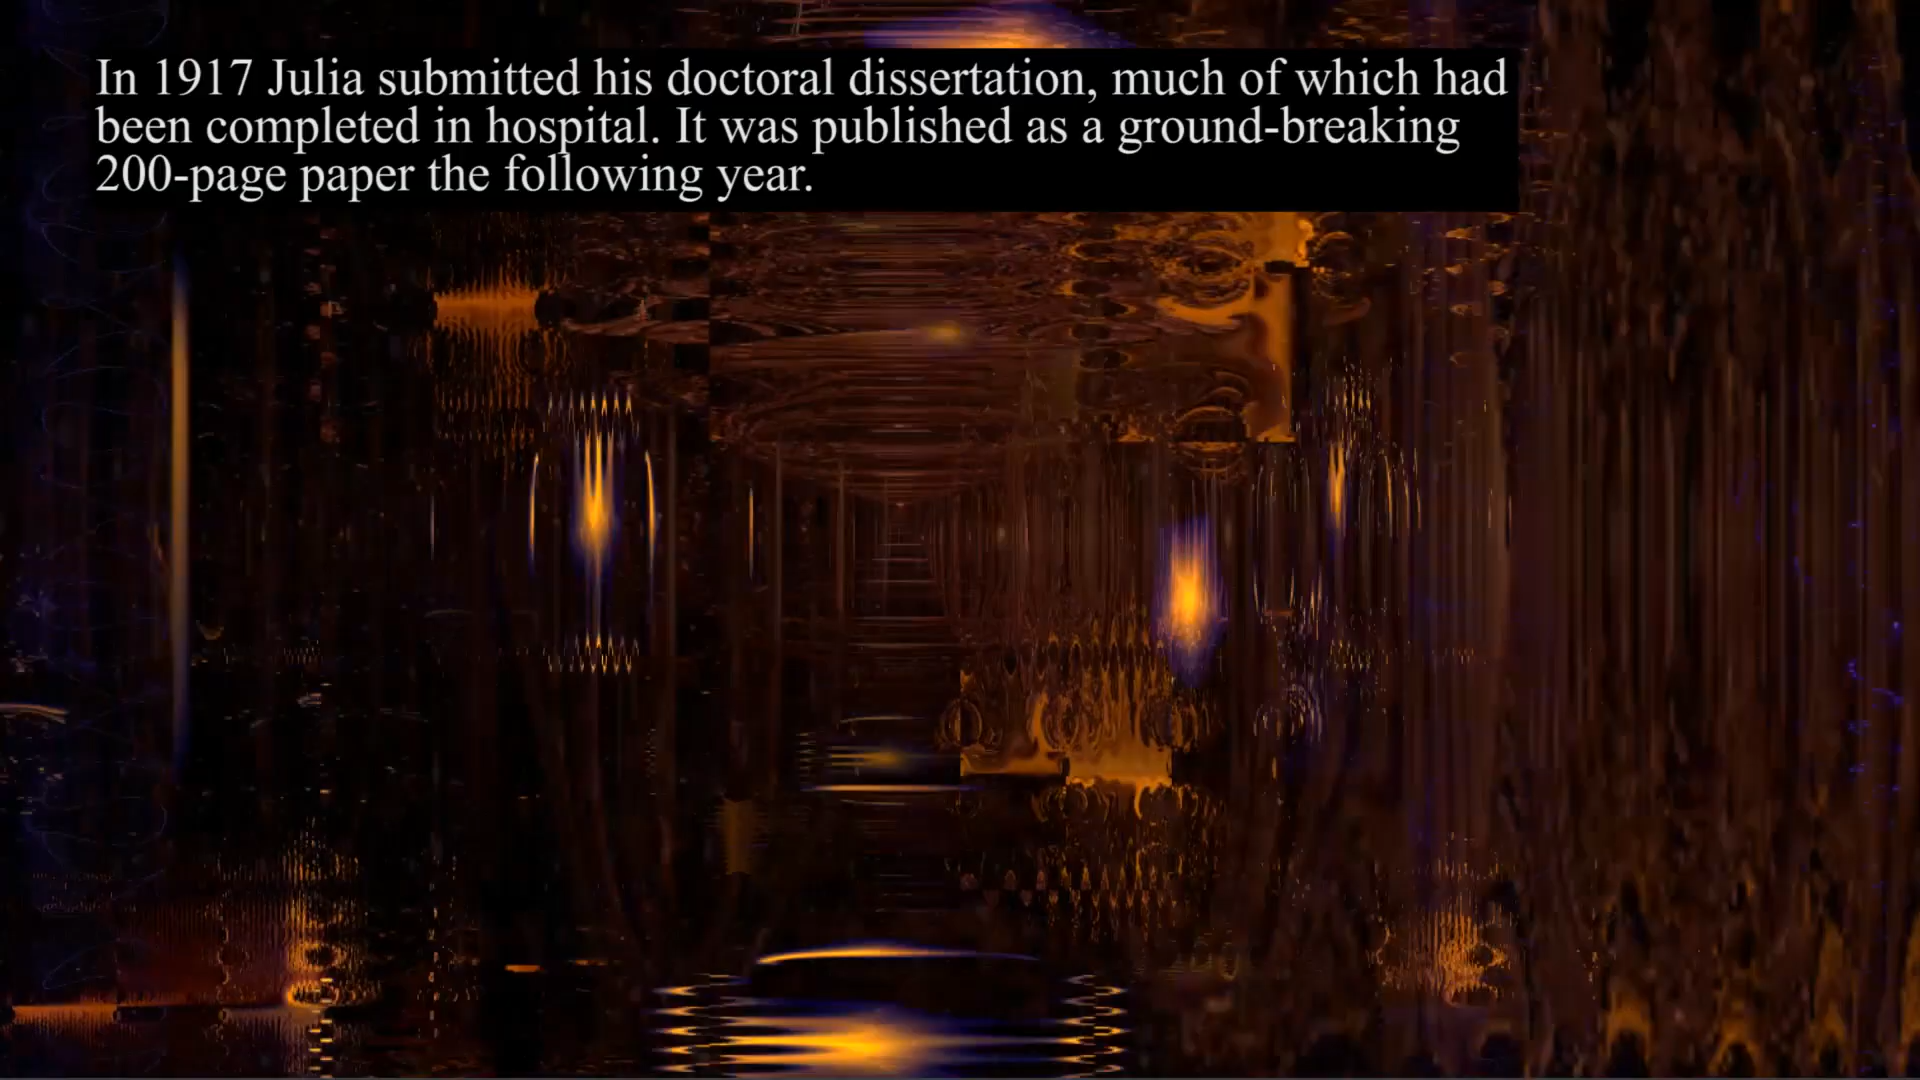 In 1917 Julia submitted his doctoral dissertation, much of which had
been completed in hospital. It was published as a ground-breaking
200-page paper the following year.